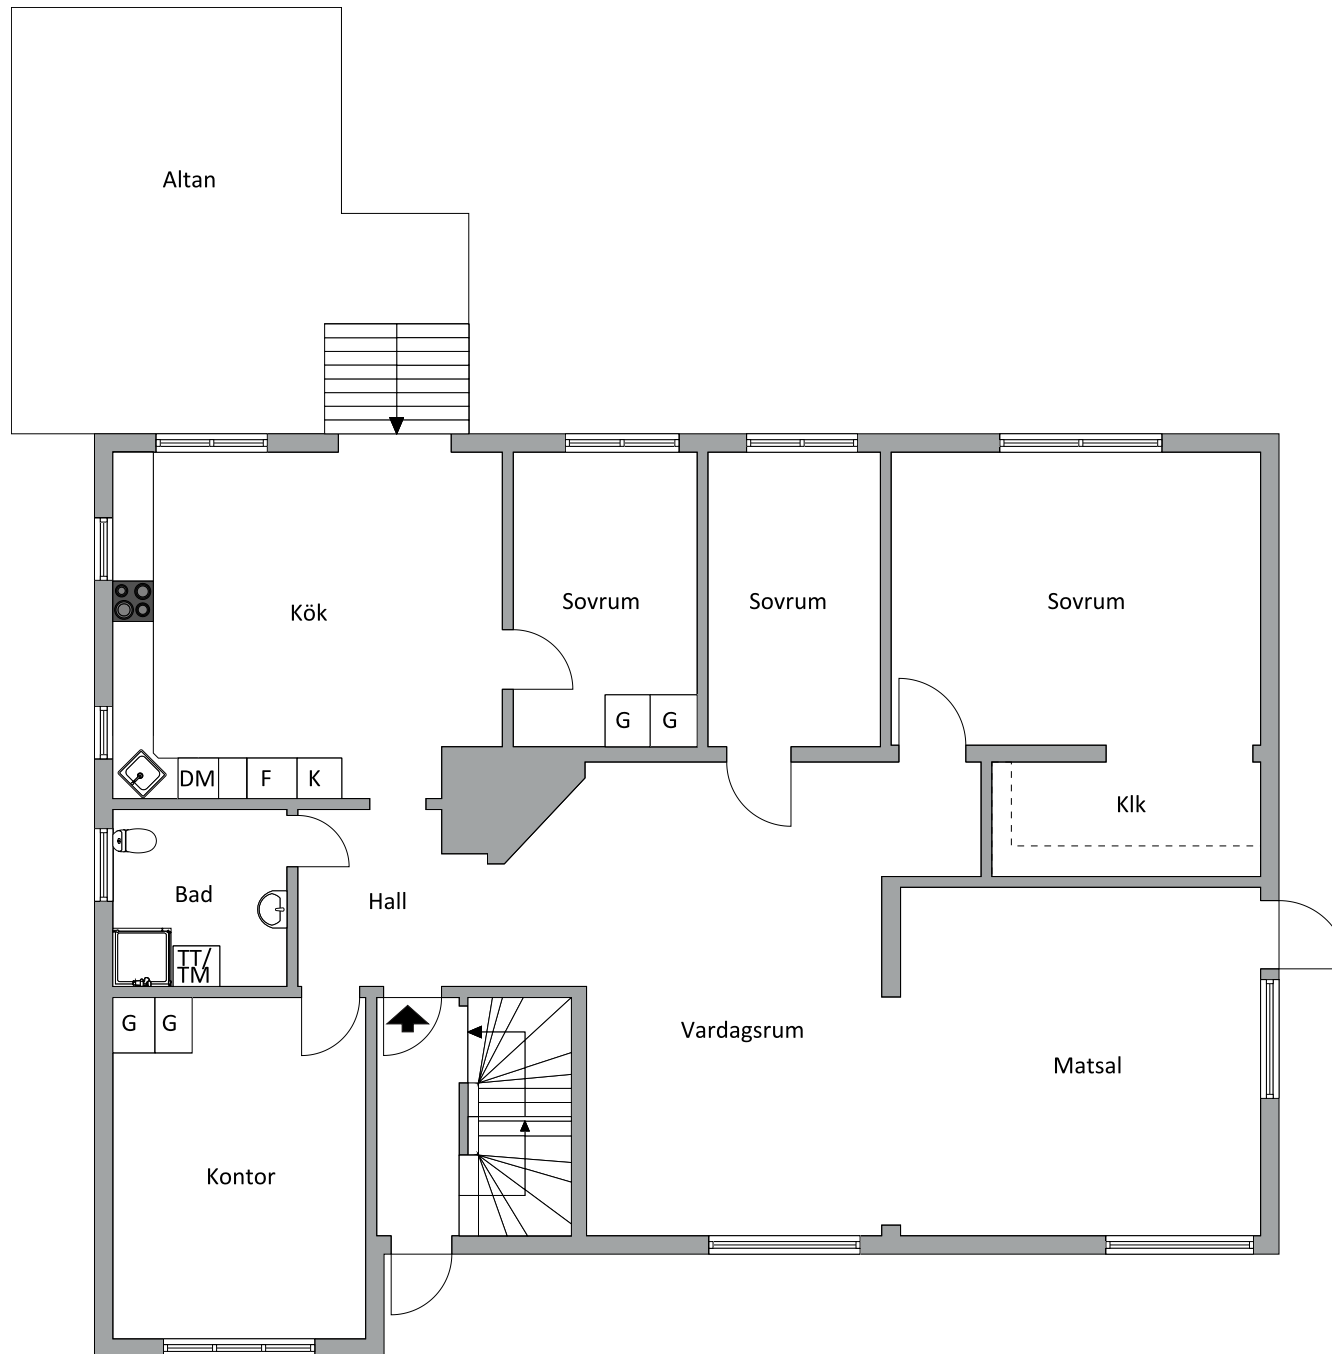 Altan
Kök
Sovrum
Sovrum
Sovrum
G
G
DM
F
K
Klk
Bad
Hall
TT/
TM
G
G
Vardagsrum
Matsal
Kontor